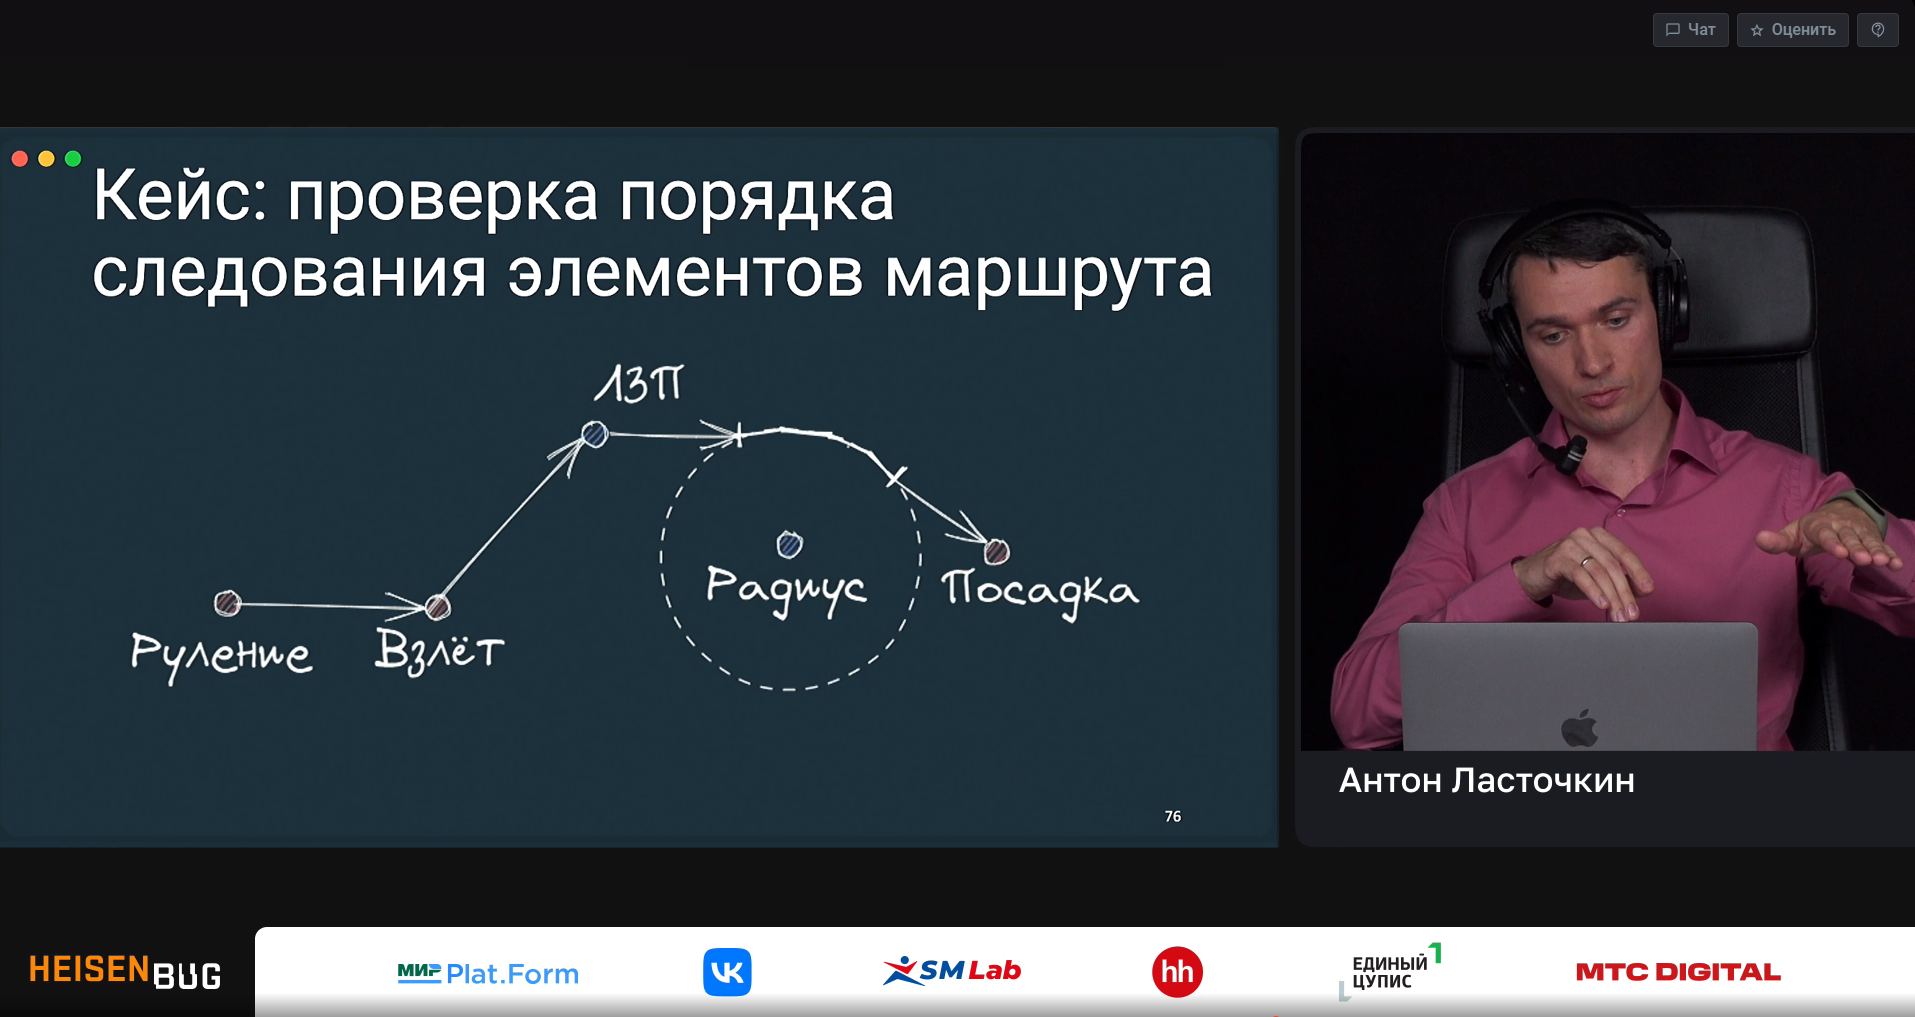 Чат
Оценить
Кейс: проверка порядка
следования элементов маршрута
ЛЗП
Радиус
Посадка
Руление
Взлёт
76
Антон Ласточкин
HEISENBUG
МИР Plat.Form
VK
SM Lab
hh
ЕДИНЫЙ 1
ЦУПИС
МТС DIGITAL